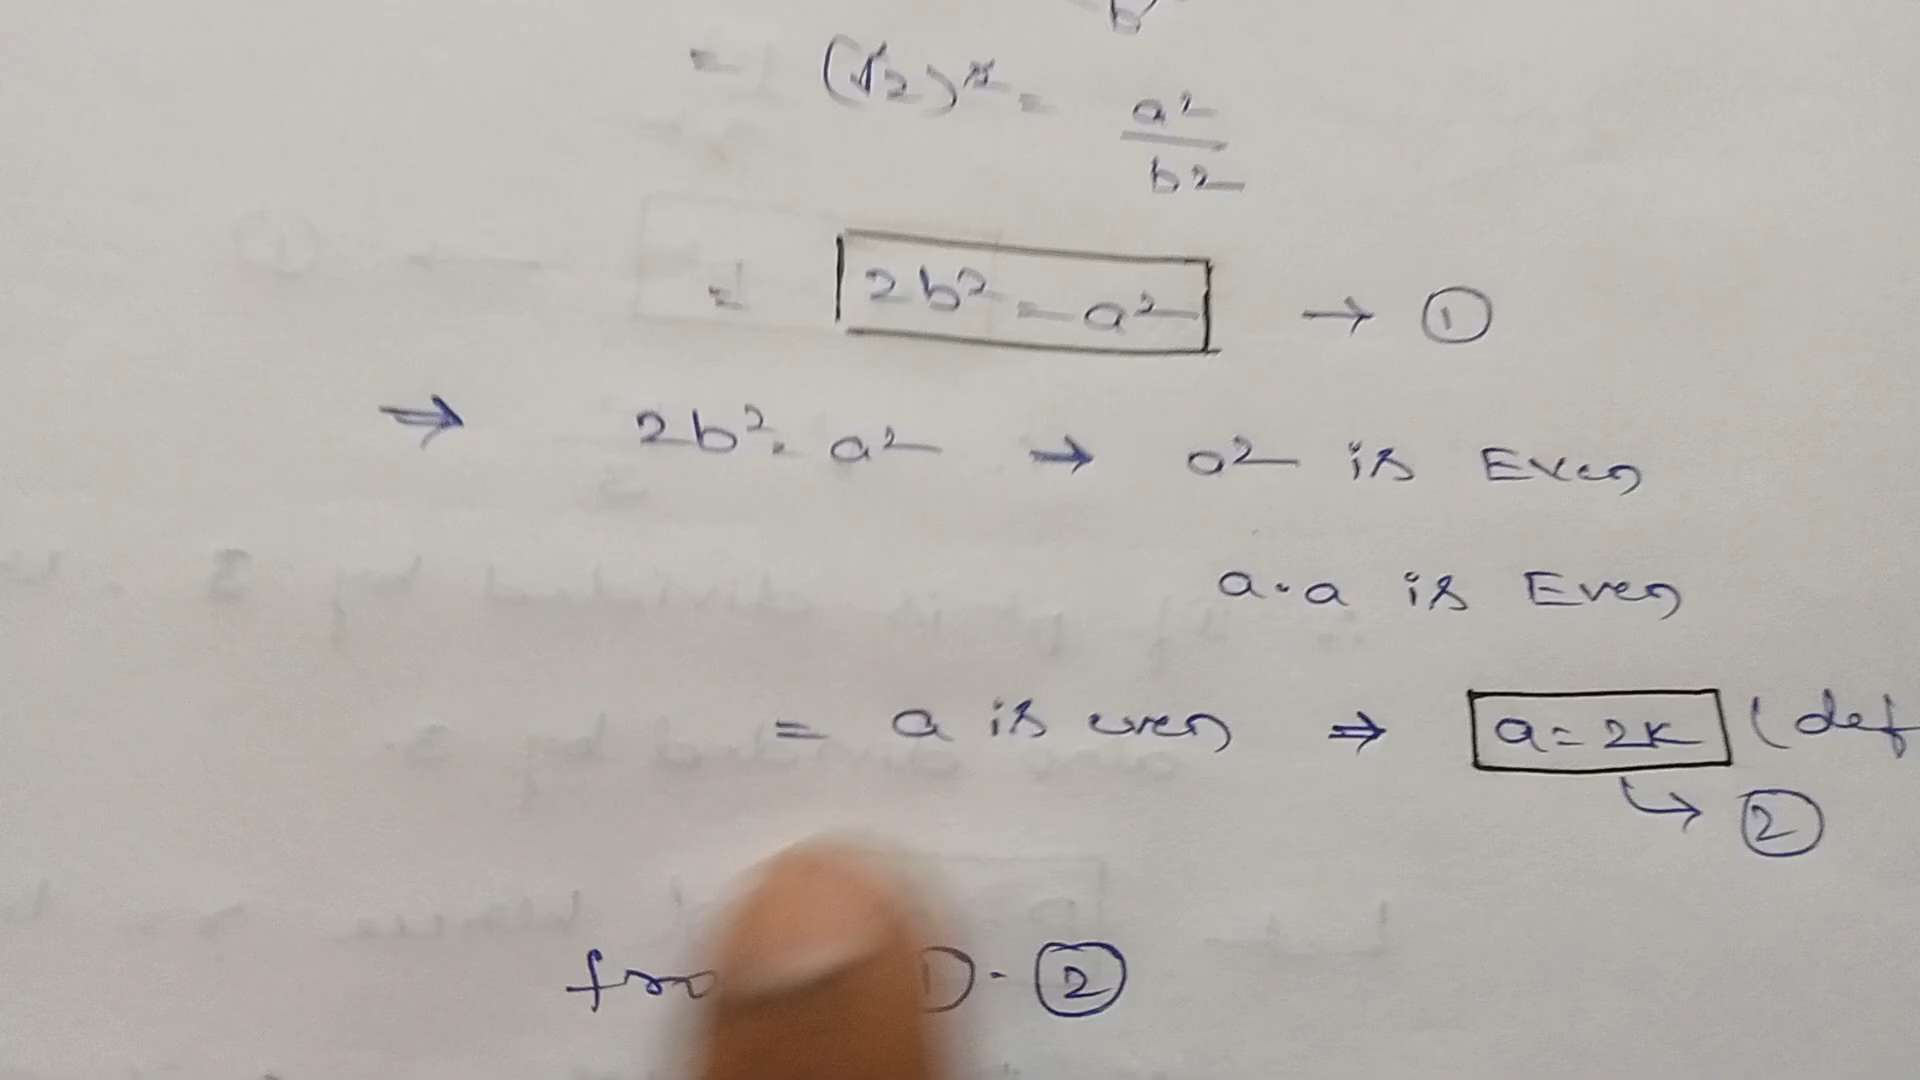 b
= (√2)² = a²/b²
= 2b² = a² → ①
⇒ 2b² = a² → a² is Even
a·a is Even
= a is even ⇒ a = 2K (def
↳ ②
①·②